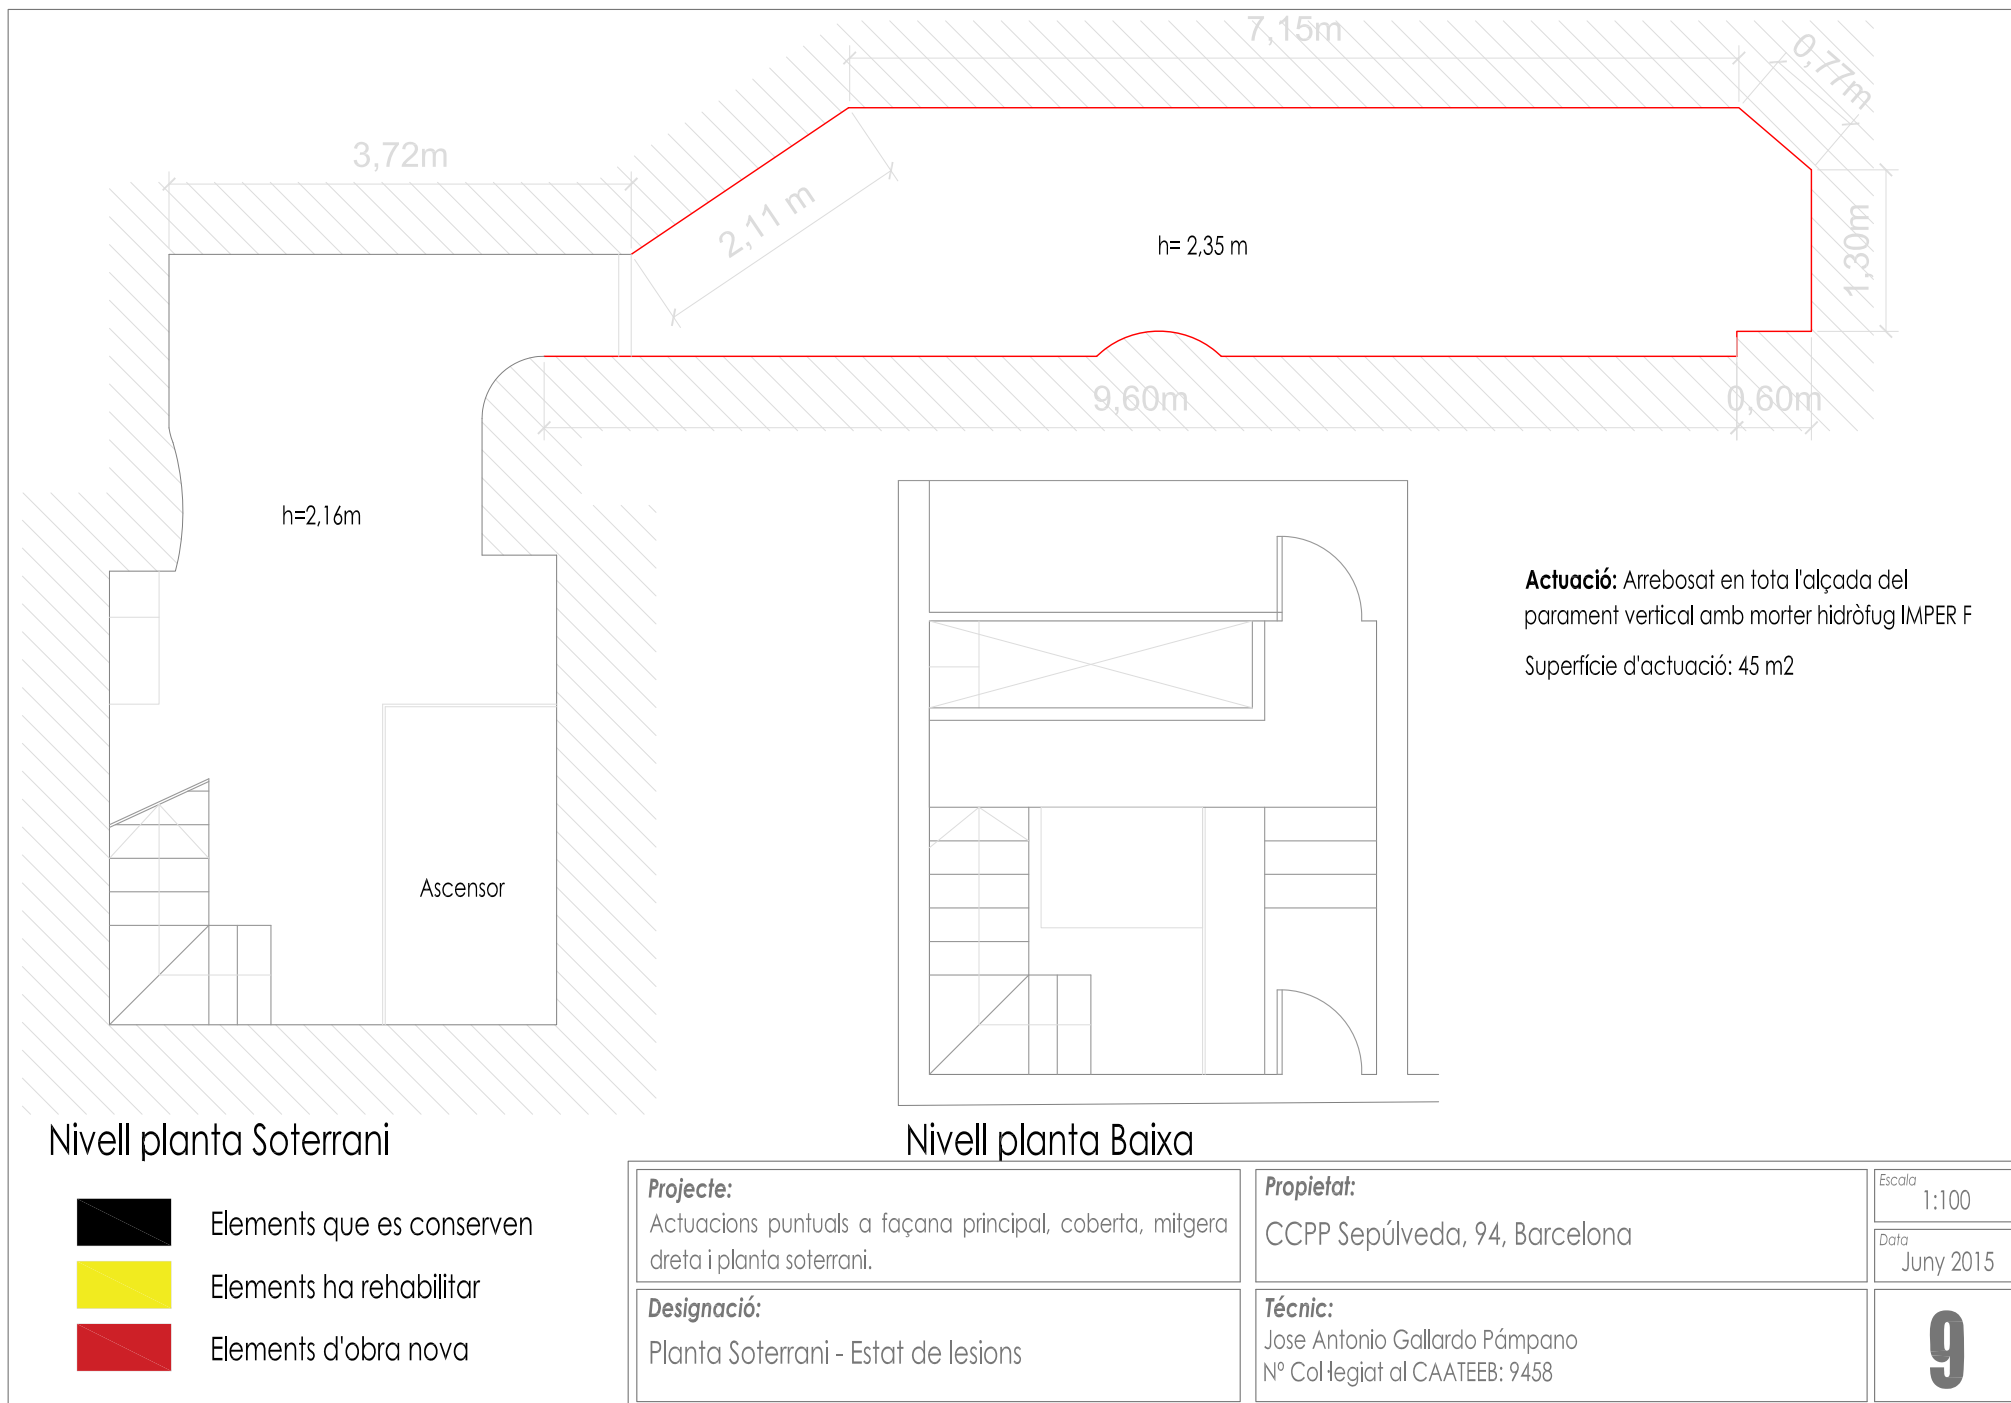 7,15m
0,77m
3,72m
2,11 m
h= 2,35 m
1,30m
9,60m
0,60m
h=2,16m
Actuació: Arrebosat en tota l'alçada del
parament vertical amb morter hidròfug IMPER F
Superfície d'actuació: 45 m2
Ascensor
Nivell planta Soterrani
Nivell planta Baixa
Elements que es conserven
Elements ha rehabilitar
Elements d'obra nova
Projecte:
Actuacions puntuals a façana principal, coberta, mitgera
dreta i planta soterrani.
Propietat:
CCPP Sepúlveda, 94, Barcelona
Escala
1:100
Data
Juny 2015
Designació:
Planta Soterrani - Estat de lesions
Técnic:
Jose Antonio Gallardo Pámpano
Nº Col·legiat al CAATEEB: 9458
9